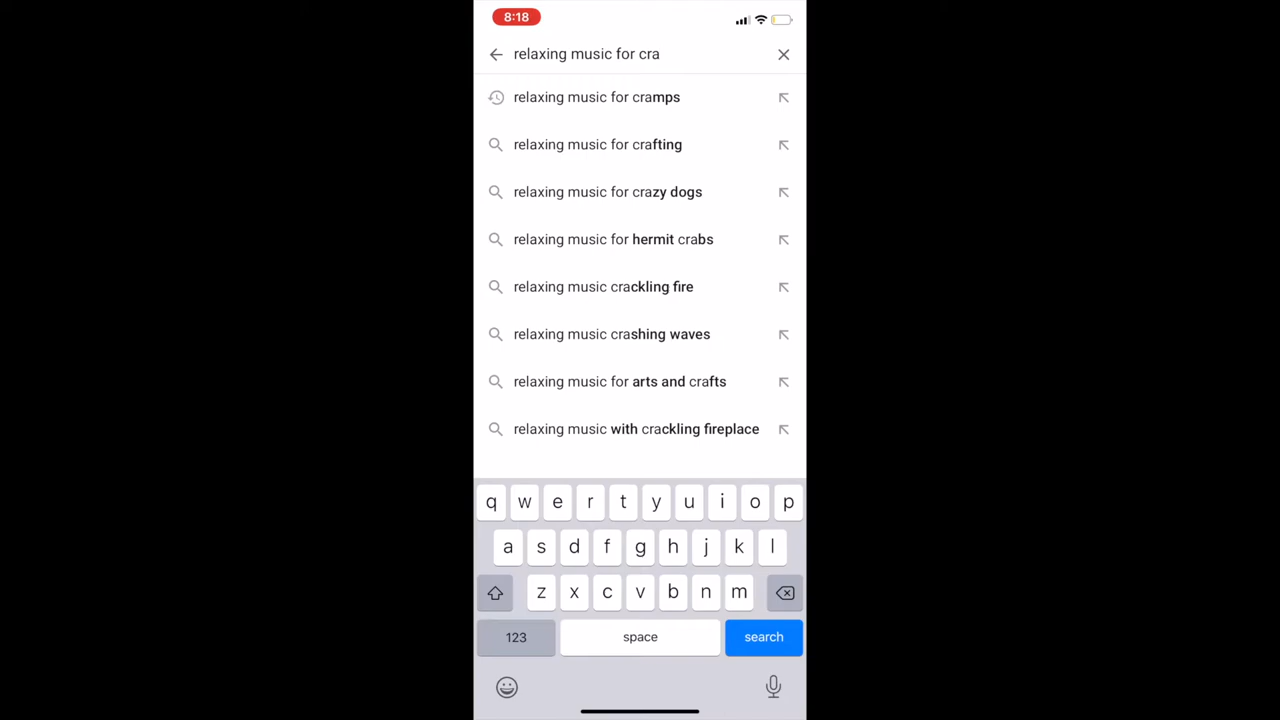 8:18
relaxing music for cra
relaxing music for cramps
relaxing music for crafting
relaxing music for crazy dogs
relaxing music for hermit crabs
relaxing music crackling fire
relaxing music crashing waves
relaxing music for arts and crafts
relaxing music with crackling fireplace
q w e r t y u i o p
a s d f g h j k l
z x c v b n m
123 space search